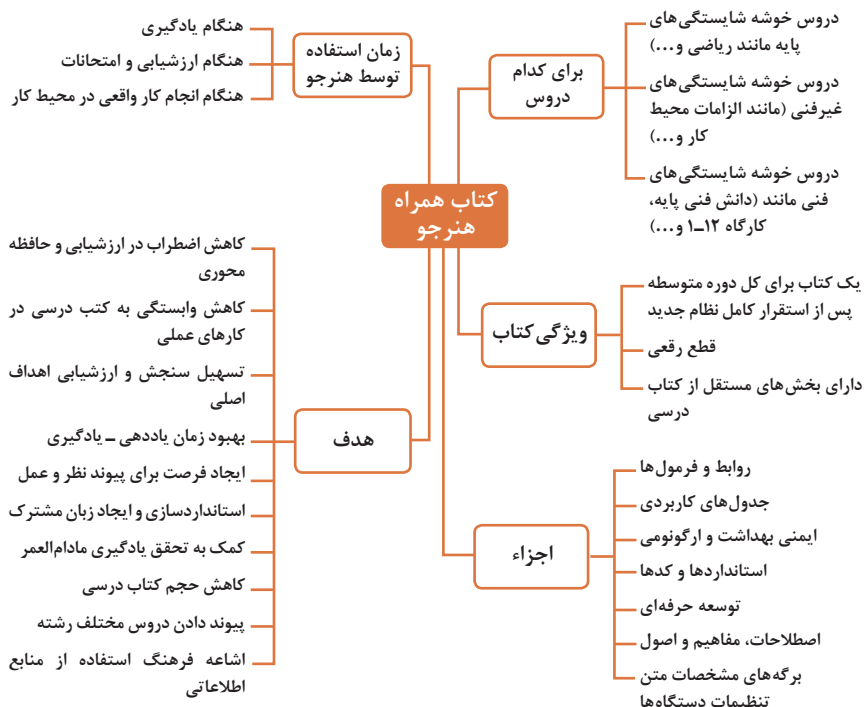 کتاب همراه
هنرجو
برای کدام
دروس
دروس خوشه شایستگی‌های
پایه مانند ریاضی و...)
دروس خوشه شایستگی‌های
غیرفنی (مانند الزامات محیط
کار و...)
دروس خوشه شایستگی‌های
فنی مانند (دانش فنی پایه،
کارگاه ۱۲–۱ و...)
ویژگی کتاب
یک کتاب برای کل دوره متوسطه
پس از استقرار کامل نظام جدید
قطع رقعی
دارای بخش‌های مستقل از کتاب
درسی
اجزاء
روابط و فرمول‌ها
جدول‌های کاربردی
ایمنی بهداشت و ارگونومی
استانداردها و کدها
توسعه حرفه‌ای
اصطلاحات، مفاهیم و اصول
برگه‌های مشخصات متن
تنظیمات دستگاه‌ها
زمان استفاده
توسط هنرجو
هنگام یادگیری
هنگام ارزشیابی و امتحانات
هنگام انجام کار واقعی در محیط کار
هدف
کاهش اضطراب در ارزشیابی و حافظه
محوری
کاهش وابستگی به کتب درسی در
کارهای عملی
تسهیل سنجش و ارزشیابی اهداف
اصلی
بهبود زمان یاددهی – یادگیری
ایجاد فرصت برای پیوند نظر و عمل
استانداردسازی و ایجاد زبان مشترک
کمک به تحقق یادگیری مادام‌العمر
کاهش حجم کتاب درسی
پیوند دادن دروس مختلف رشته
اشاعه فرهنگ استفاده از منابع
اطلاعاتی